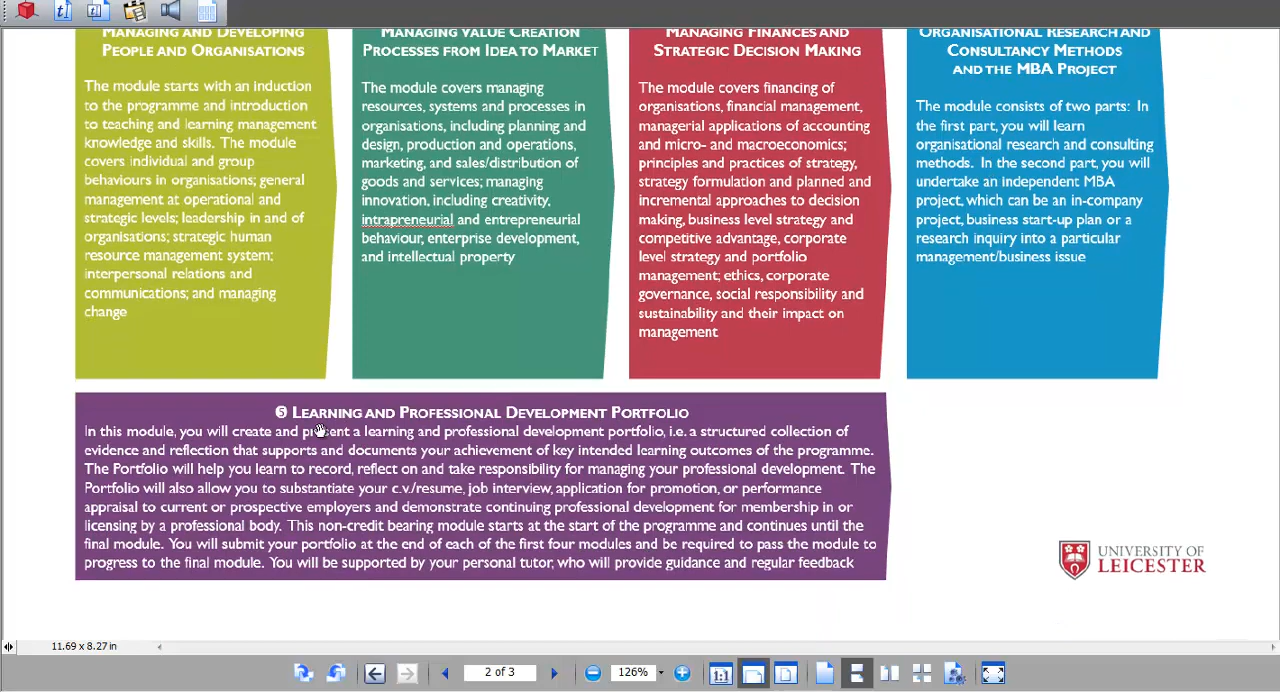 MANAGING AND DEVELOPING
PEOPLE AND ORGANISATIONS
The module starts with an induction
to the programme and introduction
to teaching and learning management
knowledge and skills. The module
covers individual and group
behaviours in organisations; general
management at operational and
strategic levels; leadership in and of
organisations; strategic human
resource management system;
interpersonal relations and
communications; and managing
change
MANAGING VALUE CREATION
PROCESSES FROM IDEA TO MARKET
The module covers managing
resources, systems and processes in
organisations, including planning and
design, production and operations,
marketing, and sales/distribution of
goods and services; managing
innovation, including creativity,
intrapreneurial and entrepreneurial
behaviour, enterprise development,
and intellectual property
MANAGING FINANCES AND
STRATEGIC DECISION MAKING
The module covers financing of
organisations, financial management,
managerial applications of accounting
and micro- and macroeconomics;
principles and practices of strategy,
strategy formulation and planned and
incremental approaches to decision
making, business level strategy and
competitive advantage, corporate
level strategy and portfolio
management; ethics, corporate
governance, social responsibility and
sustainability and their impact on
management
ORGANISATIONAL RESEARCH AND
CONSULTANCY METHODS
AND THE MBA PROJECT
The module consists of two parts: In
the first part, you will learn
organisational research and consulting
methods. In the second part, you will
undertake an independent MBA
project, which can be an in-company
project, business start-up plan or a
research inquiry into a particular
management/business issue
❺ LEARNING AND PROFESSIONAL DEVELOPMENT PORTFOLIO
In this module, you will create and present a learning and professional development portfolio, i.e. a structured collection of
evidence and reflection that supports and documents your achievement of key intended learning outcomes of the programme.
The Portfolio will help you learn to record, reflect on and take responsibility for managing your professional development. The
Portfolio will also allow you to substantiate your c.v./resume, job interview, application for promotion, or performance
appraisal to current or prospective employers and demonstrate continuing professional development for membership in or
licensing by a professional body. This non-credit bearing module starts at the start of the programme and continues until the
final module. You will submit your portfolio at the end of each of the first four modules and be required to pass the module to
progress to the final module. You will be supported by your personal tutor, who will provide guidance and regular feedback
UNIVERSITY OF
LEICESTER
11.69 x 8.27 in
2 of 3
126%
1:1